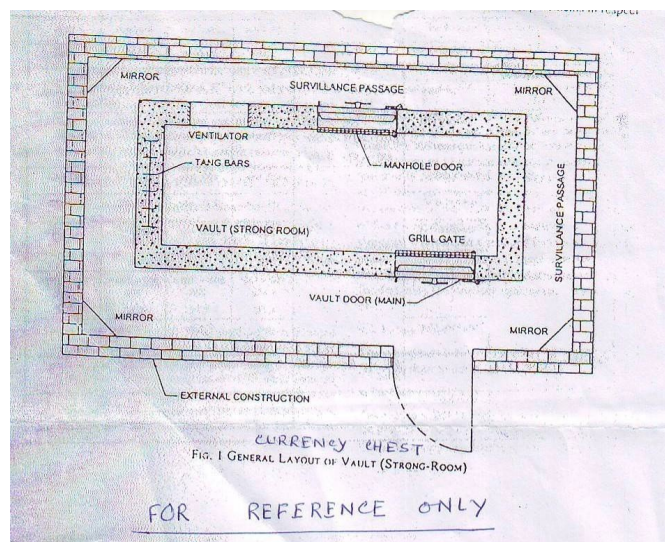 MIRROR
SURVILLANCE PASSAGE
MIRROR
VENTILATOR
TANG BARS
MANHOLE DOOR
SURVILLANCE PASSAGE
VAULT (STRONG ROOM)
GRILL GATE
VAULT DOOR (MAIN)
MIRROR
MIRROR
EXTERNAL CONSTRUCTION
CURRENCY CHEST
FIG. 1 GENERAL LAYOUT OF VAULT (STRONG-ROOM)
FOR REFERENCE ONLY